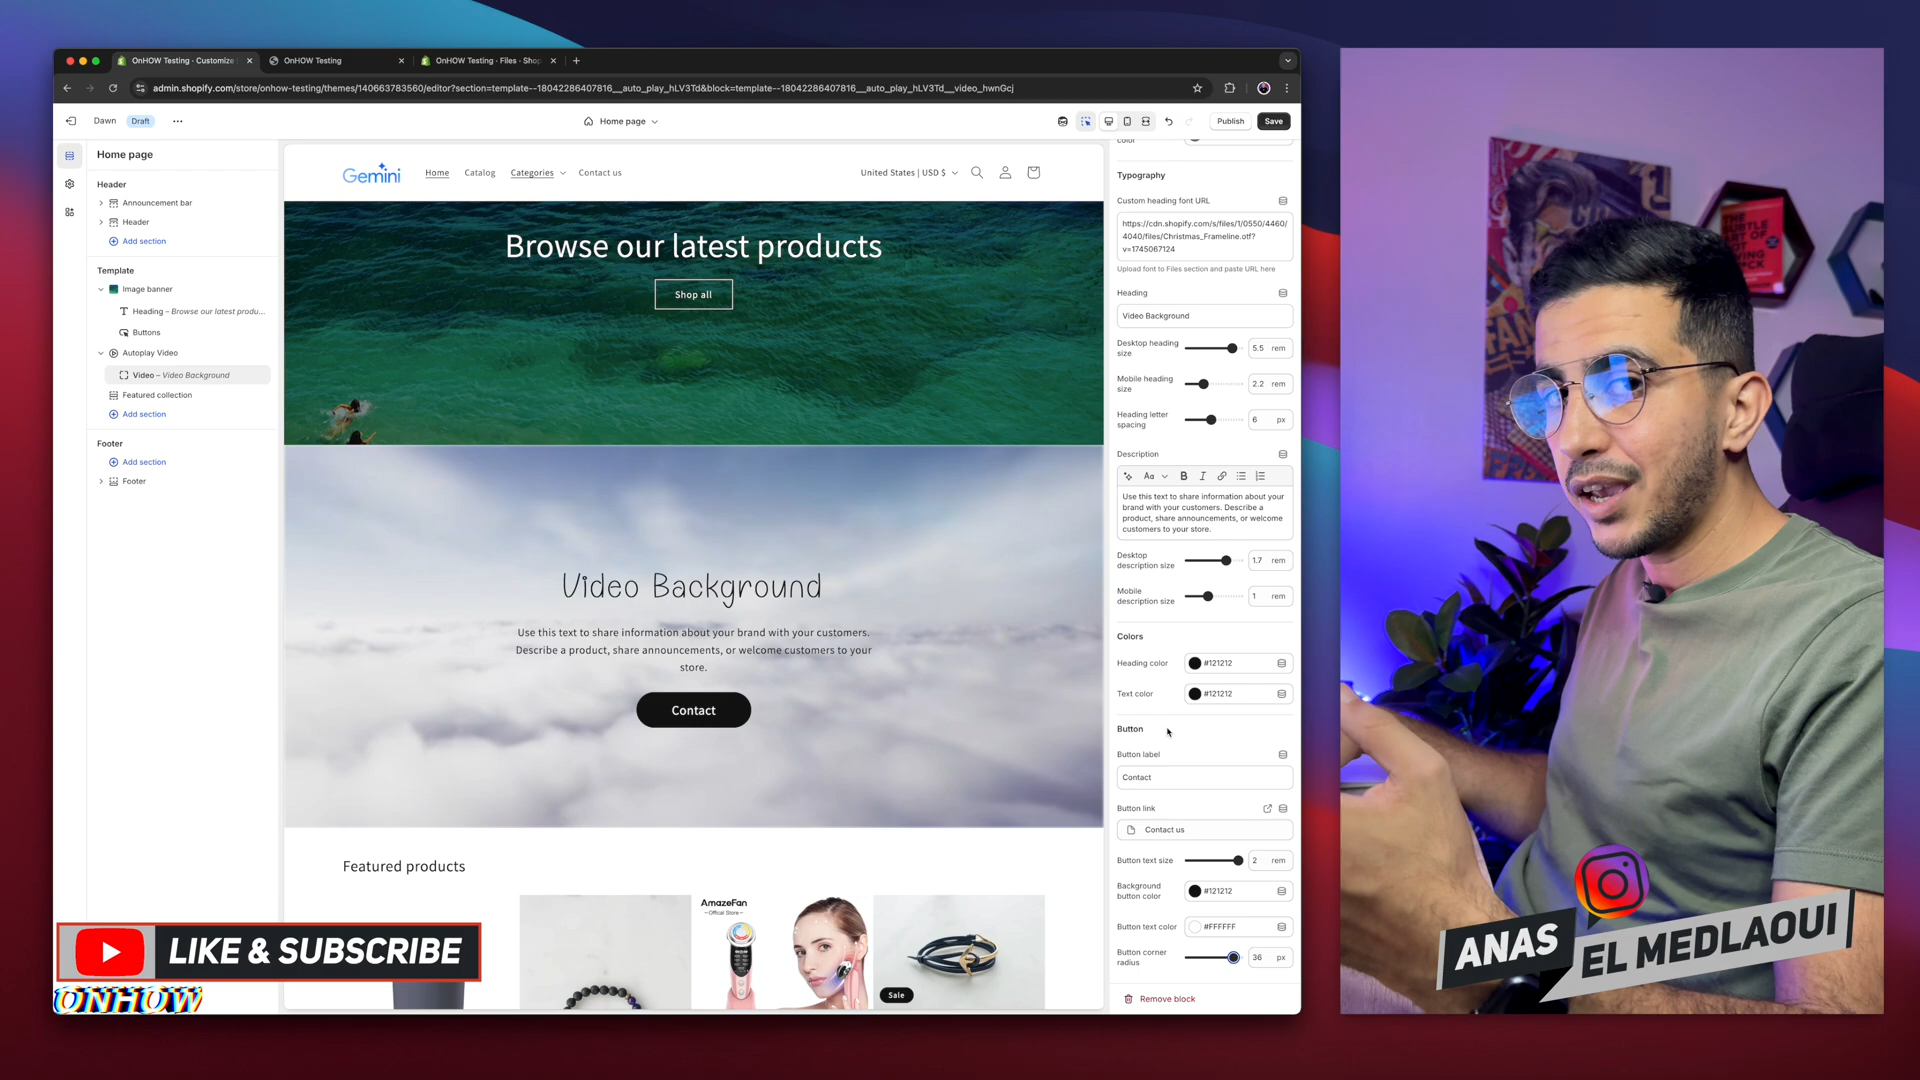 OnHOW Testing · Customize
OnHOW Testing
OnHOW Testing · Files · Shop
admin.shopify.com/store/onhow-testing/themes/140663783560/editor?section=template--18042286407816__auto_play_hLV3Td&block=template--18042286407816__auto_play_hLV3Td__video_hwnGcj
Dawn
Draft
Home page
Publish
Save
Home page
Header
Announcement bar
Header
Add section
Template
Image banner
Heading – Browse our latest produ...
Buttons
Autoplay Video
Video – Video Background
Featured collection
Add section
Footer
Add section
Footer
Gemini
Home
Catalog
Categories
Contact us
United States | USD $
Browse our latest products
Shop all
Video Background
Use this text to share information about your brand with your customers.
Describe a product, share announcements, or welcome customers to your
store.
Contact
Featured products
AmazeFan
—Official Store—
Sale
color
Typography
Custom heading font URL
https://cdn.shopify.com/s/files/1/0550/4460/
4040/files/Christmas_Frameline.otf?
v=1745067124
Upload font to Files section and paste URL here
Heading
Video Background
Desktop heading
size
5.5 rem
Mobile heading
size
2.2 rem
Heading letter
spacing
6 px
Description
Aa
B
I
Use this text to share information about your
brand with your customers. Describe a
product, share announcements, or welcome
customers to your store.
Desktop
description size
1.7 rem
Mobile
description size
1 rem
Colors
Heading color
#121212
Text color
#121212
Button
Button label
Contact
Button link
Contact us
Button text size
2 rem
Background
button color
#121212
Button text color
#FFFFFF
Button corner
radius
36 px
Remove block
LIKE & SUBSCRIBE
ONHOW
THE
SUBTLE
ART OF
NOT
ANAS
EL MEDLAOUI